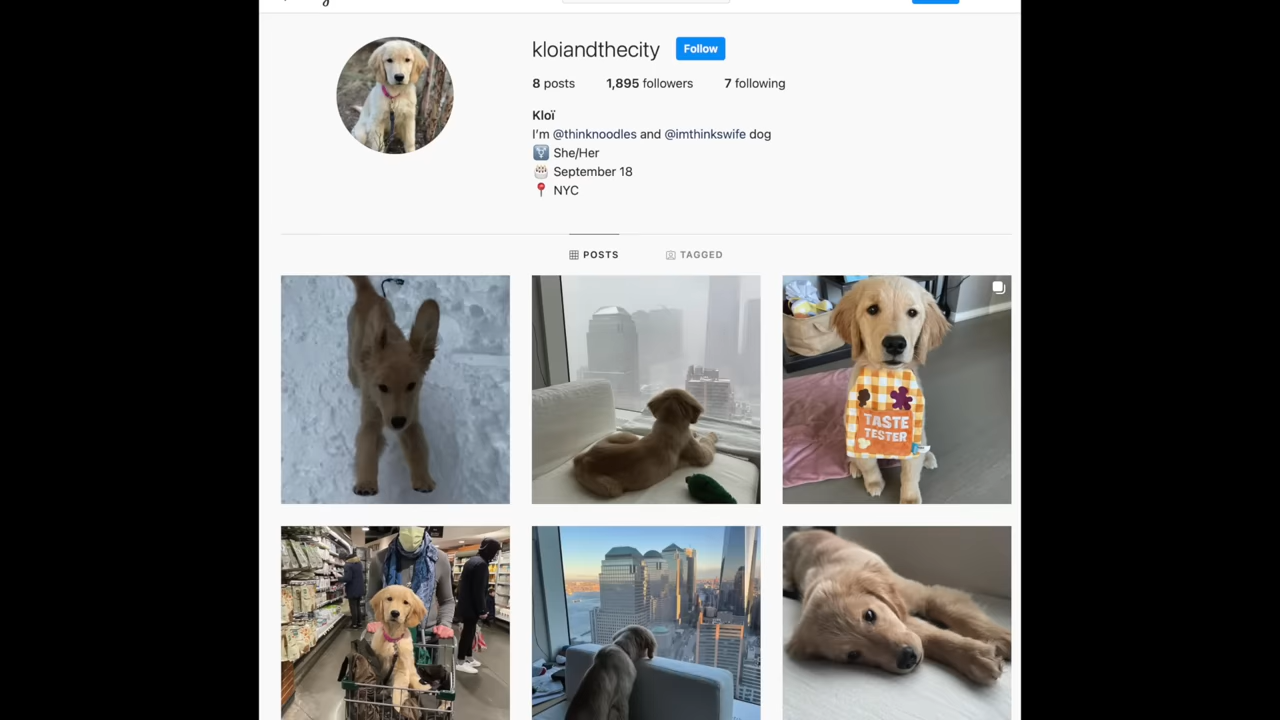 kloiandthecity Follow
8 posts 1,895 followers 7 following
Kloï
I'm @thinknoodles and @imthinkswife dog
She/Her
September 18
NYC
POSTS TAGGED
TASTE
TESTER